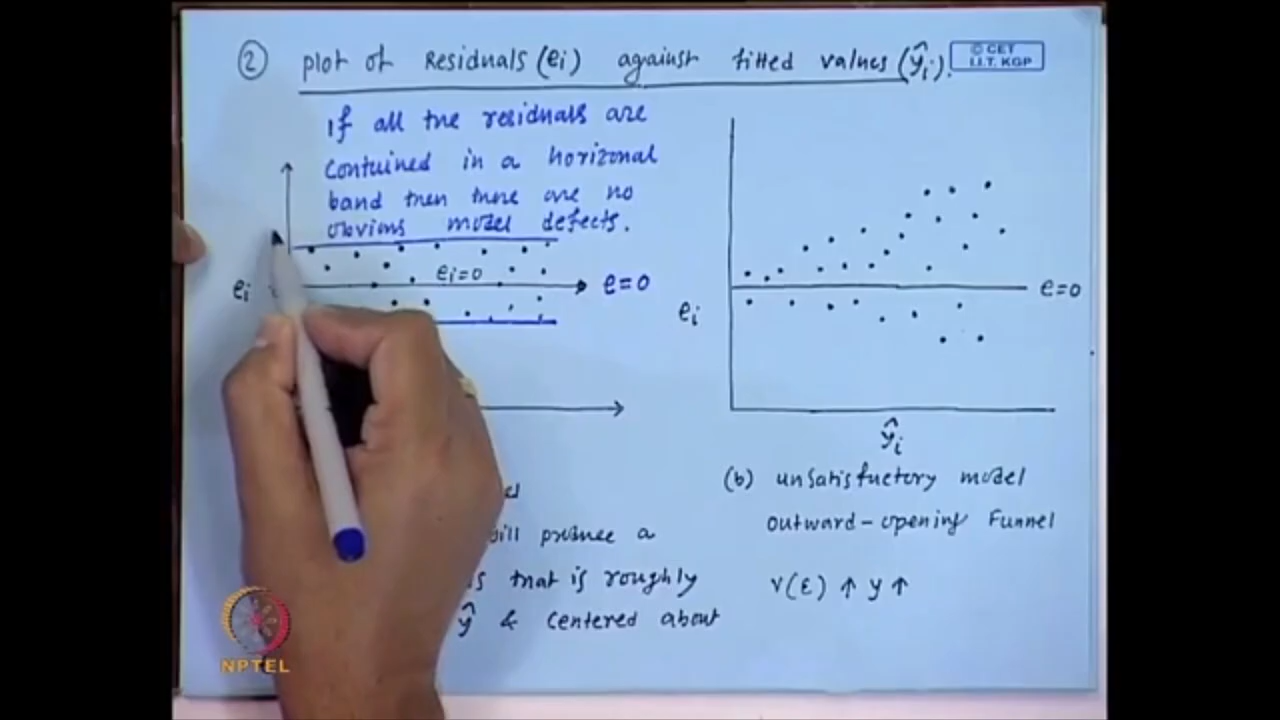 ② plot of Residuals (ei) against fitted values (ŷi).
© CET
I.I.T. KGP
If all the residuals are
contained in a horizonal
band then there are no
obvious model defects.
ei=0
ei
e=0
will produce a
that is roughly
ŷ & centered about
ei
e=0
ŷi
(b) unsatisfactory model
outward-opening Funnel
V(ε) ↑ y ↑
NPTEL